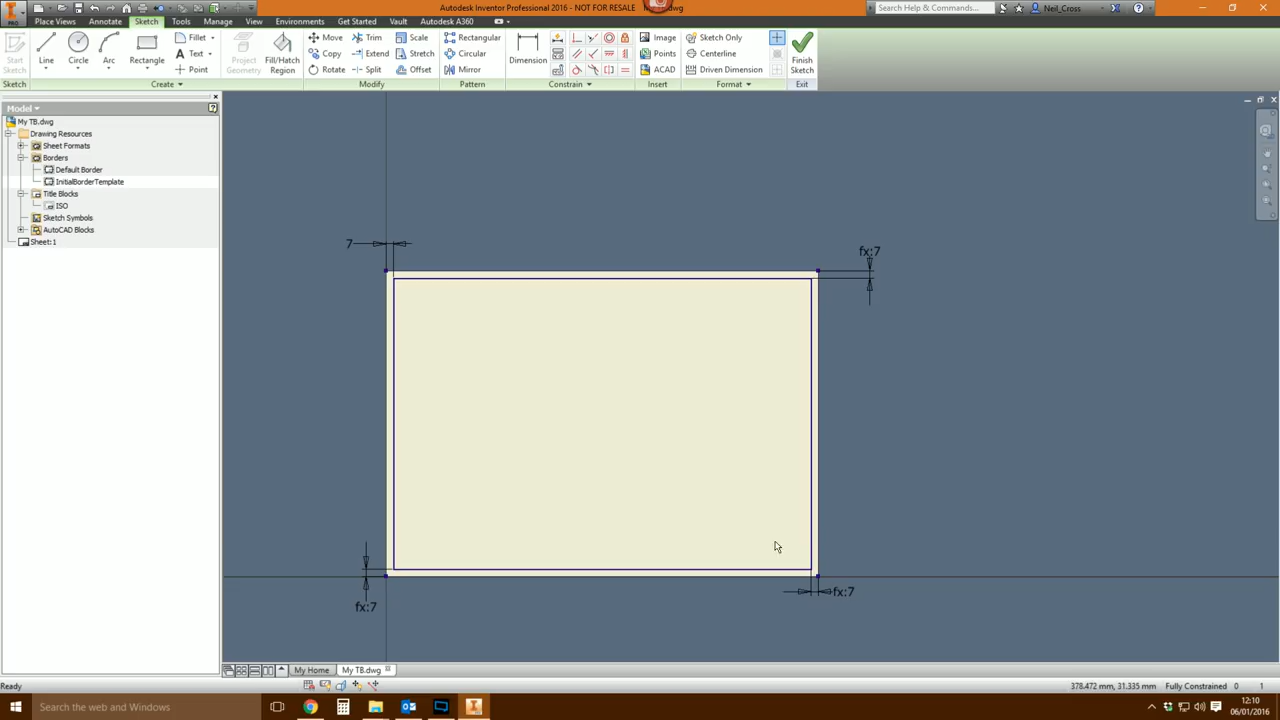 Autodesk Inventor Professional 2016 - NOT FOR RESALE
.dwg
Search Help & Commands...
Neil_Cross
PRO
Place Views
Annotate
Sketch
Tools
Manage
View
Environments
Get Started
Vault
Autodesk A360
Start
Sketch
Line
Circle
Arc
Rectangle
Fillet
Text
Point
Project
Geometry
Fill/Hatch
Region
Move
Copy
Rotate
Trim
Extend
Split
Scale
Stretch
Offset
Rectangular
Circular
Mirror
Dimension
Image
Points
ACAD
Sketch Only
Centerline
Driven Dimension
Finish
Sketch
Sketch
Create
Modify
Pattern
Constrain
Insert
Format
Exit
Model
My TB.dwg
Drawing Resources
Sheet Formats
Borders
Default Border
InitialBorderTemplate
Title Blocks
ISO
Sketch Symbols
AutoCAD Blocks
Sheet:1
7
fx:7
fx:7
fx:7
My Home
My TB.dwg
Ready
378.472 mm, 31.335 mm
Fully Constrained
0
1
Search the web and Windows
12:10
06/01/2016